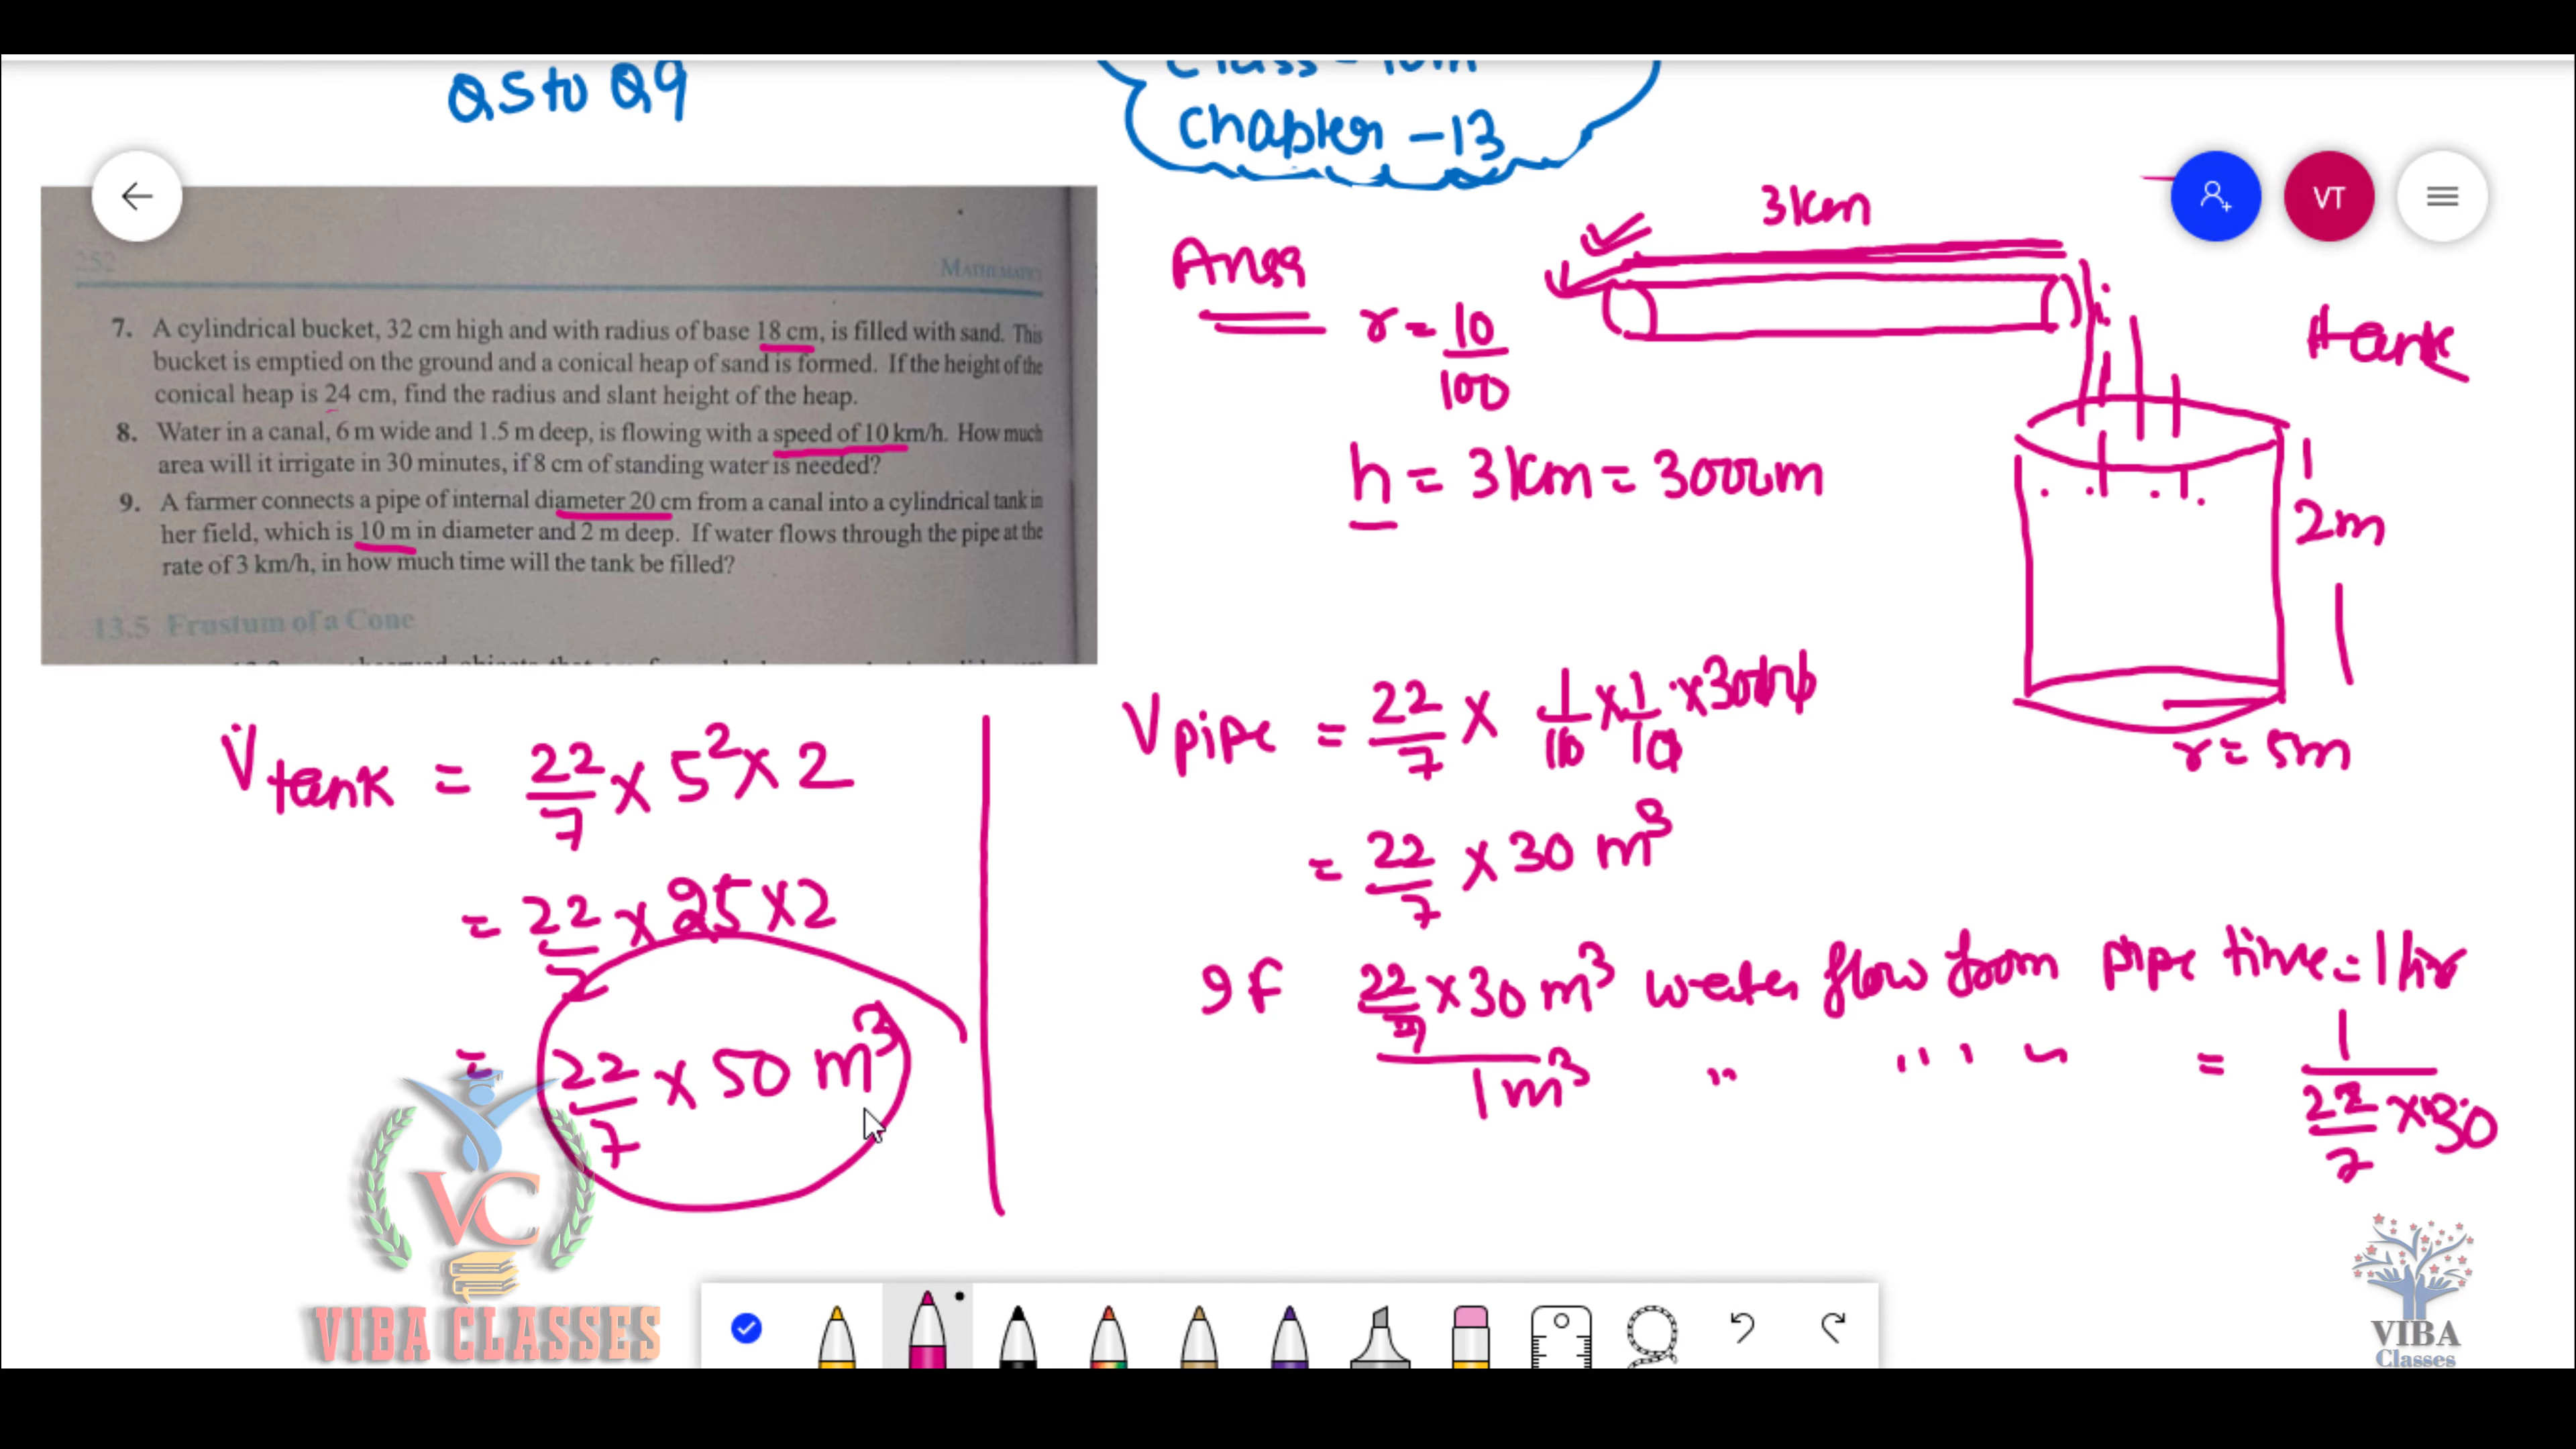 Q5 to Q9
Class - 10th
Chapter - 13
252
MATHEMATICS
7. A cylindrical bucket, 32 cm high and with radius of base 18 cm, is filled with sand. This
bucket is emptied on the ground and a conical heap of sand is formed. If the height of the
conical heap is 24 cm, find the radius and slant height of the heap.
8. Water in a canal, 6 m wide and 1.5 m deep, is flowing with a speed of 10 km/h. How much
area will it irrigate in 30 minutes, if 8 cm of standing water is needed?
9. A farmer connects a pipe of internal diameter 20 cm from a canal into a cylindrical tank in
her field, which is 10 m in diameter and 2 m deep. If water flows through the pipe at the
rate of 3 km/h, in how much time will the tank be filled?
13.5 Frustum of a Cone
Ans9
r = 10/100
h = 3km = 3000m
3km
VT
tank
2m
r = 5m
V tank = 22/7 x 5² x 2
= 22/7 x 25 x 2
= 22/7 x 50 m³
V pipe = 22/7 x 1/10 x 1/10 x 3000
= 22/7 x 30 m³
If 22/7 x 30 m³ water flow from pipe time = 1 hr
1 m³ " " " " = 1/(22/7 x 30)
VC
VIBA CLASSES
VIBA
Classes